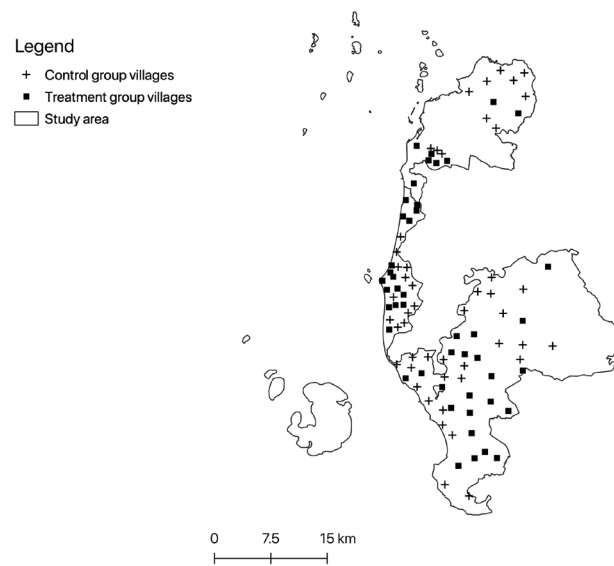 Legend
Control group villages
Treatment group villages
Study area
0 7.5 15 km